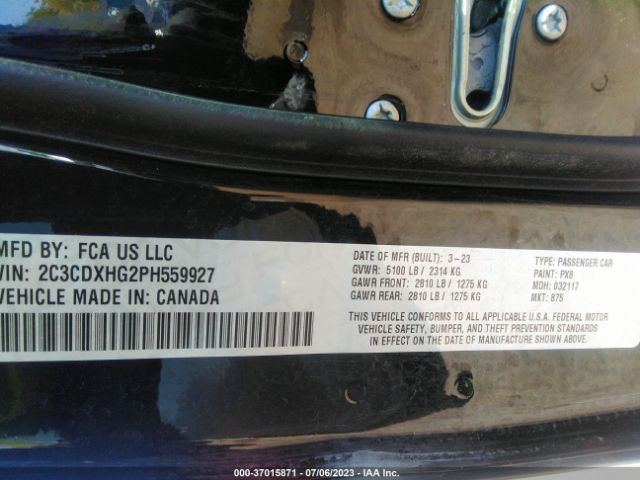 MFD BY: FCA US LLC
VIN: 2C3CDXHG2PH559927
VEHICLE MADE IN: CANADA
DATE OF MFR (BUILT): 3-23
GVWR: 5100 LB / 2314 KG
GAWR FRONT: 2810 LB / 1275 KG
GAWR REAR: 2810 LB / 1275 KG
TYPE: PASSENGER CAR
PAINT: PX8
MDH: 032117
MKT: 875
THIS VEHICLE CONFORMS TO ALL APPLICABLE U.S.A. FEDERAL MOTOR
VEHICLE SAFETY, BUMPER, AND THEFT PREVENTION STANDARDS
IN EFFECT ON THE DATE OF MANUFACTURE SHOWN ABOVE.
000-37015871 - 07/06/2023 - IAA Inc.